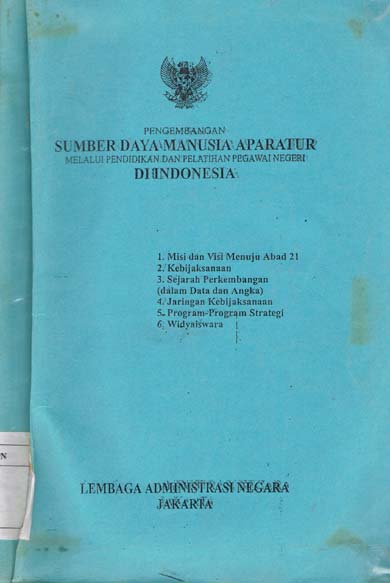 PENGEMBANGAN
SUMBER DAYA MANUSIA APARATUR
MELALUI PENDIDIKAN DAN PELATIHAN PEGAWAI NEGERI
DI INDONESIA
1. Misi dan Visi Menuju Abad 21
2. Kebijaksanaan
3. Sejarah Perkembangan
(dalam Data dan Angka)
4. Jaringan Kebijaksanaan
5. Program-Program Strategi
6. Widyaiswara
LEMBAGA ADMINISTRASI NEGARA
JAKARTA
N